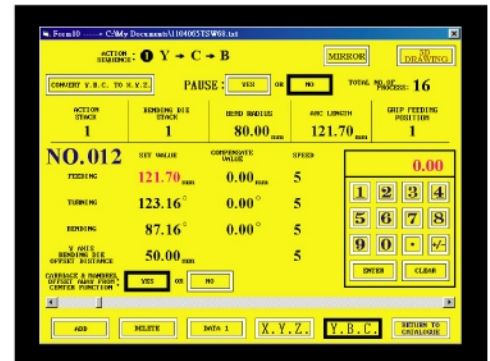 Form10 ----- C:\My Documents\1104065TSW68.txt
ACTION SEQUENCE: ❶ Y → C → B MIRROR 3D DRAWING
CONVERT Y.B.C. TO X.Y.Z. PAUSE: YES OR NO TOTAL NO.OF PROCESS: 16
ACTION STACK BENDING DIE STACK BEND RADIUS ARC LENGTH GRIP FEEDING POSITION
1 1 80.00 mm 121.70 mm 1
NO.012 SET VALUE COMPENSATE VALUE SPEED 0.00
FEEDING 121.70 mm 0.00 mm 5
1 2 3 4
TURNING 123.16° 0.00° 5
5 6 7 8
BENDING 87.16° 0.00° 5
9 0 · +/-
Y AXIS BENDING DIE OFFSET DISTANCE 50.00 mm 5
ENTER CLEAR
CARRIAGE & MANDREL OFFSET AWAY FROM CENTER FUNCTION: YES OR NO
ADD DELETE DATA 1 X.Y.Z. Y.B.C. RETURN TO CATALOGUE